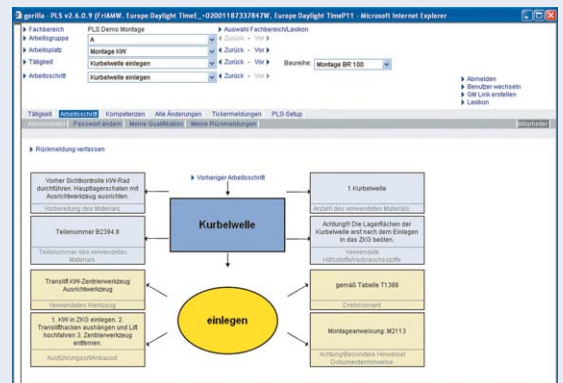 gorilla - PLS v2.6.0.9 (FriAMW. Europe Daylight TimeE_-02001187337847W. Europe Daylight TimeP11 - Microsoft Internet Explorer
Fachbereich PLS Demo Montage Auswahl Fachbereich/Lexikon
Arbeitsgruppe A Zurück - Vor
Arbeitsplatz Montage KW Zurück - Vor
Tätigkeit Kurbelwelle einlegen Zurück - Vor Baureihe: Montage BR 100
Arbeitsschritt Kurbelwelle einlegen Zurück - Vor
Abmelden
Benutzer wechseln
QM Link erstellen
Lexikon
Tätigkeit Arbeitsschritt Kompetenzen Alle Änderungen Tickermeldungen PLS-Setup
Administrator Passwort ändern Meine Qualifikation Meine Rückmeldungen Mitarbeiter
Rückmeldung verfassen
Vorher Sichtkontrolle KW-Rad
durchführen. Hauptlagerschalen mit
Ausrichtwerkzeug ausrichten.
Vorbereitung des Materials
Vorheriger Arbeitsschritt
1 Kurbelwelle
Anzahl des verwendeten Materials
Teilenummer B2394.8
Teilenummer des verwendeten
Materials
Kurbelwelle
Achtung!!! Die Lagerflächen der
Kurbelwelle erst nach dem Einlegen
in das ZKG beölen.
Verwendete
Hilfsstoffe/Verbrauchsstoffe
Translift KW-Zentrierwerkzeug
Ausrichtwerkzeug
Verwendetes Werkzeug
gemäß Tabelle T1388
Drehmoment
1. KW in ZKG einlegen. 2.
Translifthacken aushängen und Lift
hochfahren 3. Zentrierwerkzeug
entfernen.
Ausführungsort/Ankauort
einlegen
Montageanweisung: M2113
Achtung!Besondere Hinweise!
Dokumentenhinweise